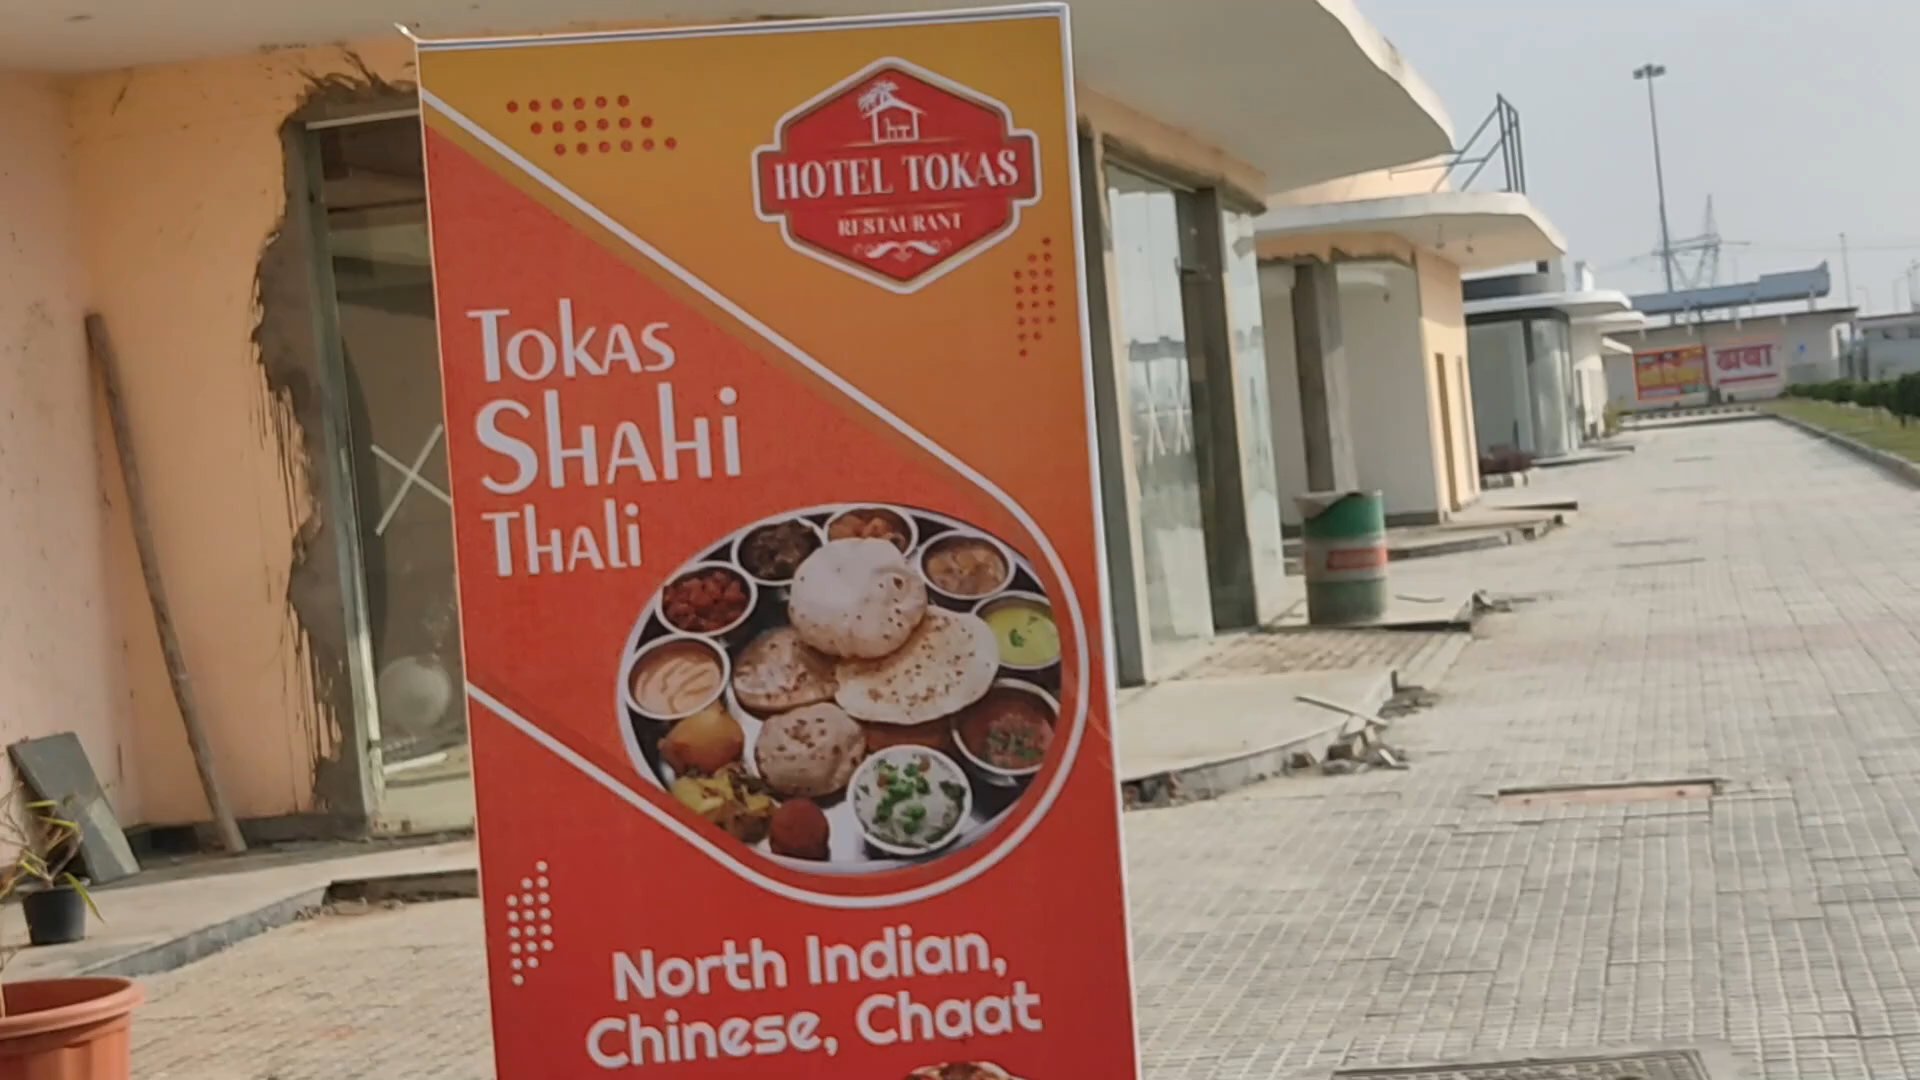 HOTEL TOKAS
RESTAURANT
Tokas
Shahi
Thali
North Indian,
Chinese, Chaat
ढाबा